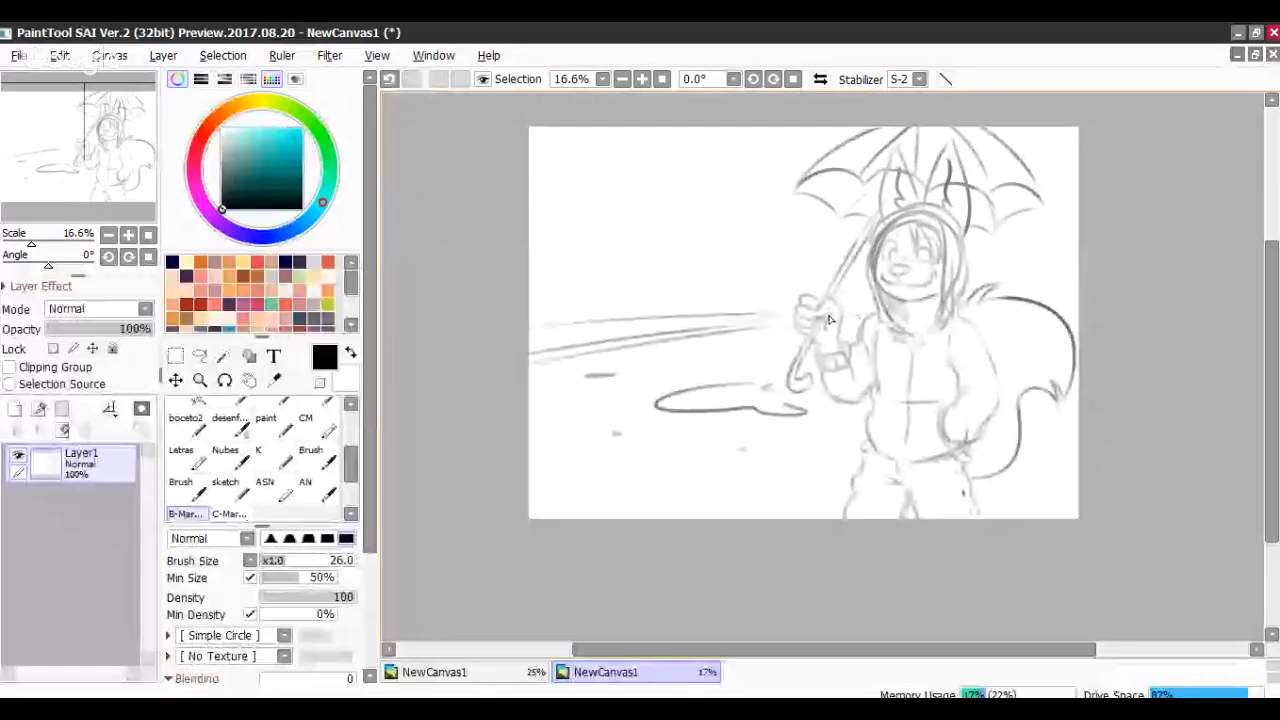 PaintTool SAI Ver.2 (32bit) Preview.2017.08.20 - NewCanvas1 (*)
File Edit Canvas Layer Selection Ruler Filter View Window Help
Selection 16.6% 0.0° Stabilizer S-2
Scale 16.6%
Angle 0°
Layer Effect
Mode Normal
Opacity 100%
Lock
Clipping Group
Selection Source
Layer1
Normal
100%
T
boceto2 desenf... paint CM
Letras Nubes K Brush
Brush sketch ASN AN
B-Mar... C-Mar...
Normal
Brush Size x1.0 26.0
Min Size 50%
Density 100
Min Density 0%
[ Simple Circle ]
[ No Texture ]
Blending 0
NewCanvas1 25% NewCanvas1 17%
Memory Usage 17% (22%) Drive Space 87%